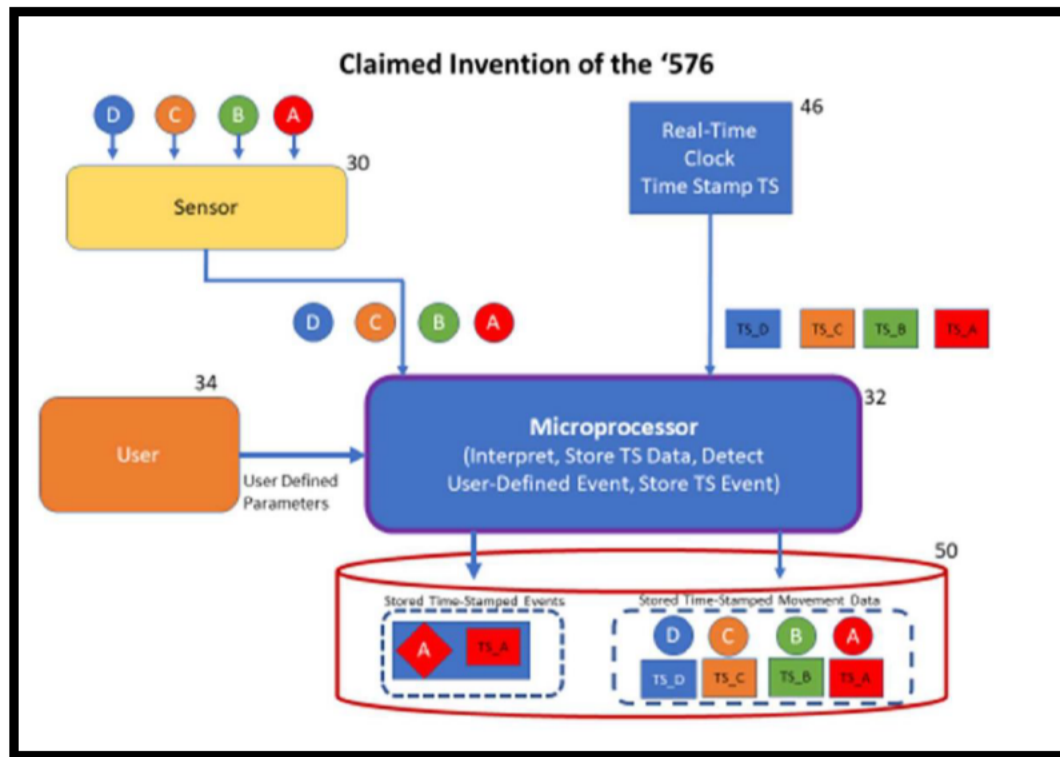 Claimed Invention of the ‘576
D C B A
30
Sensor
46
Real-Time
Clock
Time Stamp TS
D C B A
TS_D TS_C TS_B TS_A
34
User
User Defined
Parameters
32
Microprocessor
(Interpret, Store TS Data, Detect
User-Defined Event, Store TS Event)
50
Stored Time-Stamped Events
A TS_A
Stored Time-Stamped Movement Data
D C B A
TS_D TS_C TS_B TS_A